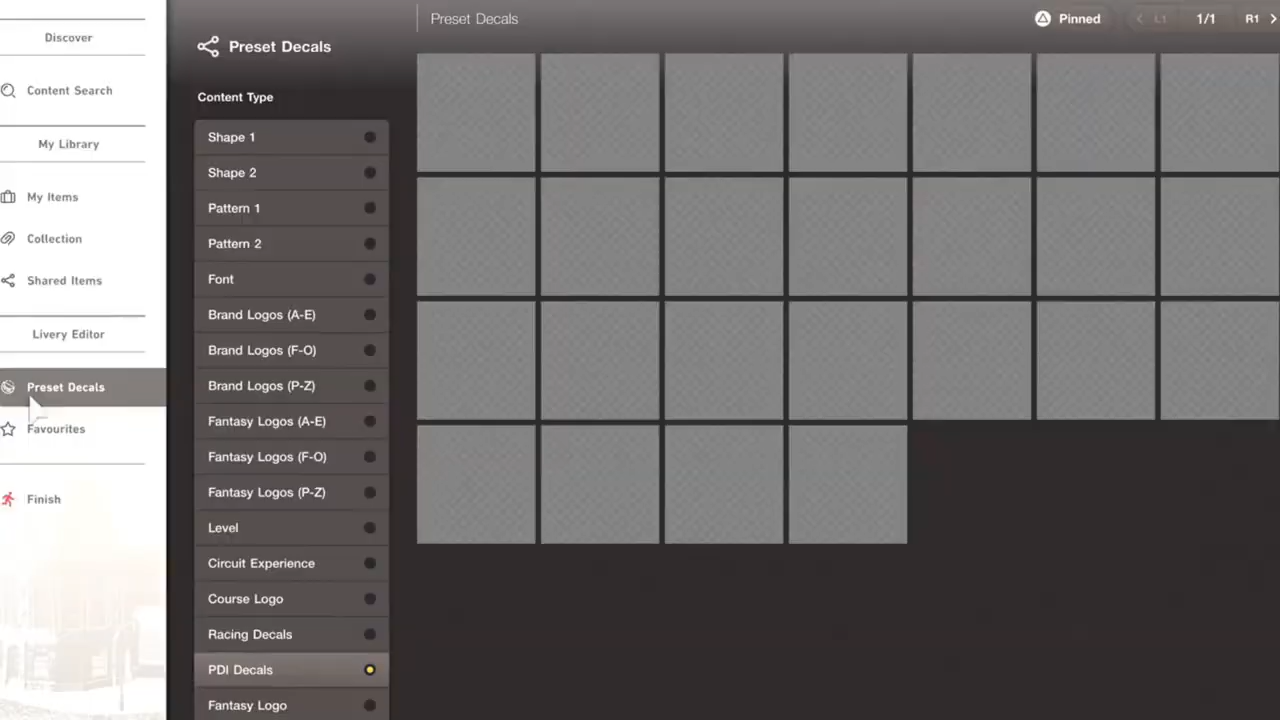 Discover
Content Search
My Library
My Items
Collection
Shared Items
Livery Editor
Preset Decals
Favourites
Finish
Preset Decals
Content Type
Shape 1
Shape 2
Pattern 1
Pattern 2
Font
Brand Logos (A-E)
Brand Logos (F-O)
Brand Logos (P-Z)
Fantasy Logos (A-E)
Fantasy Logos (F-O)
Fantasy Logos (P-Z)
Level
Circuit Experience
Course Logo
Racing Decals
PDI Decals
Fantasy Logo
Preset Decals
Pinned
L1 1/1 R1